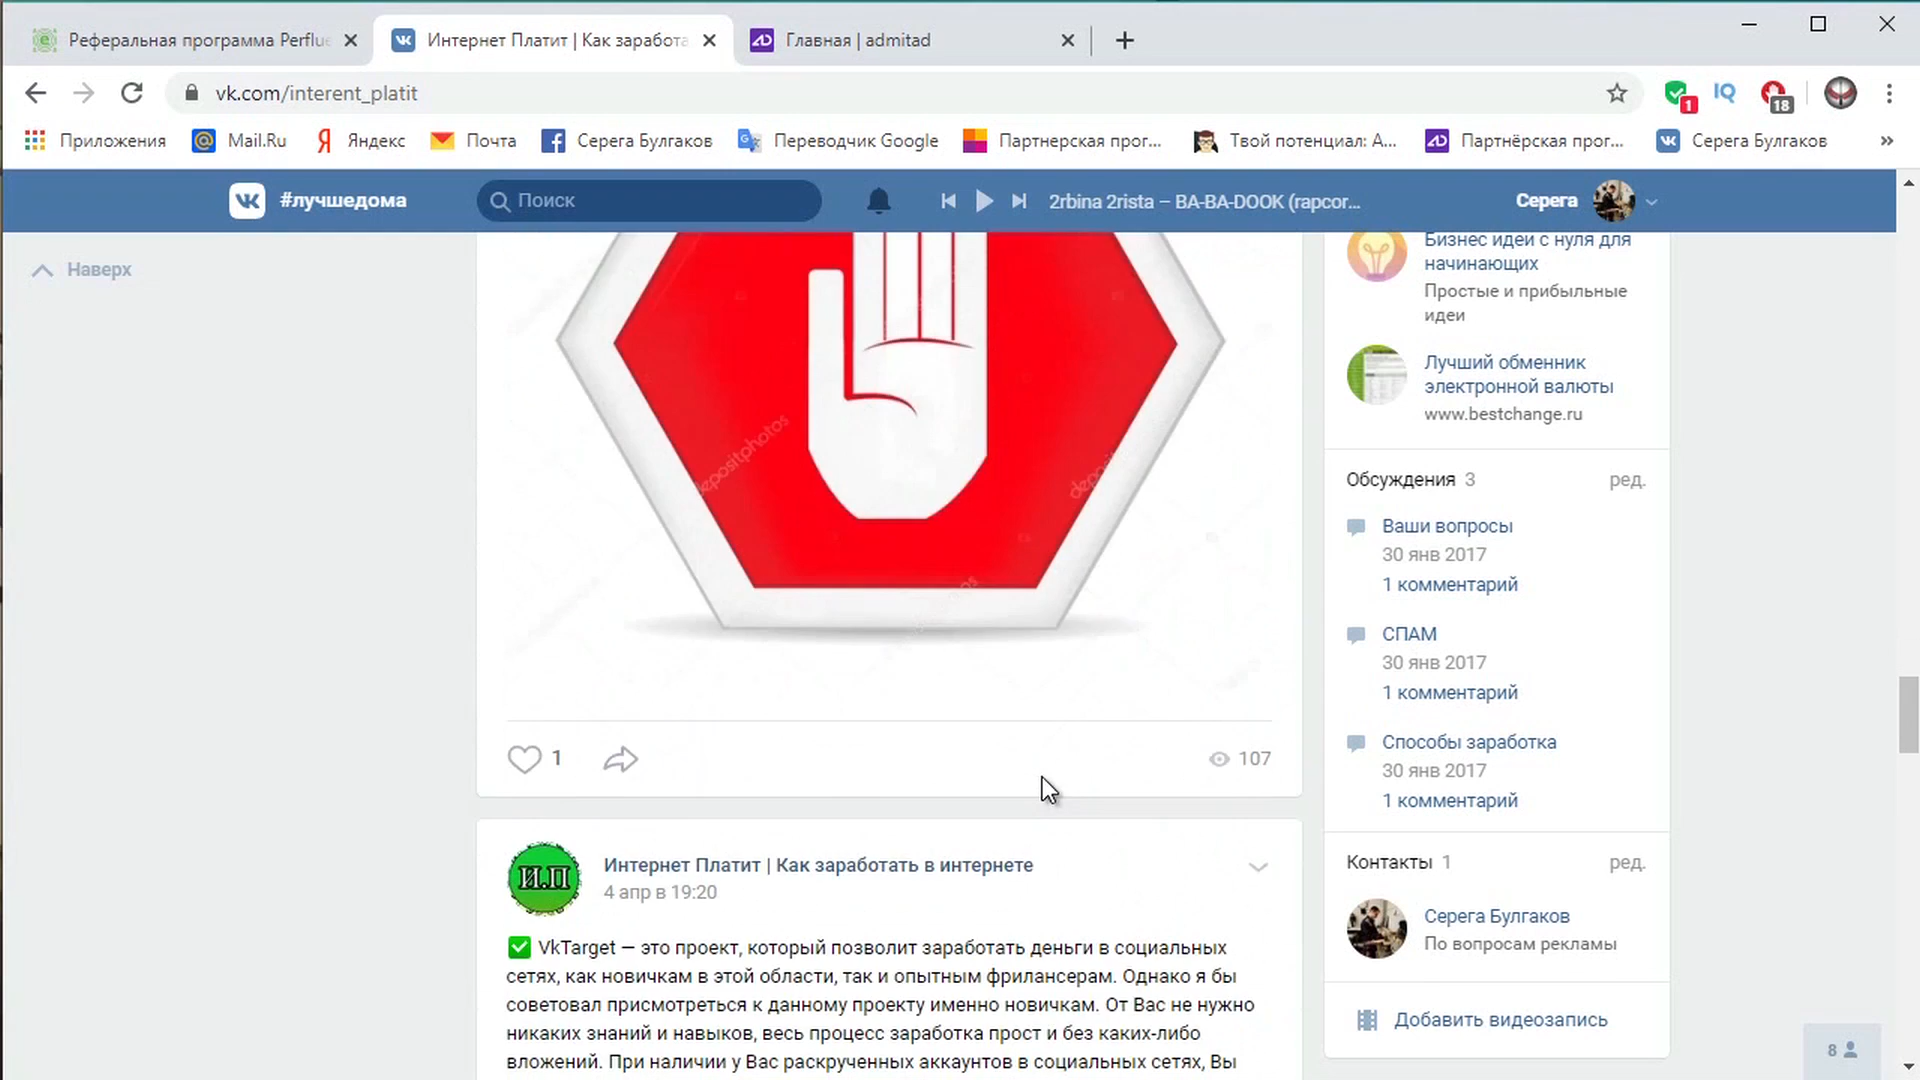 Реферальная программа Perflue
Интернет Платит | Как заработа
Главная | admitad
vk.com/interent_platit
1
IQ
18
Приложения
Mail.Ru
Яндекс
Почта
Серега Булгаков
Переводчик Google
Партнерская прог...
Твой потенциал: А...
Партнёрская прог...
Серега Булгаков
#лучшедома
Поиск
2rbina 2rista – BA-BA-DOOK (rapcor...
Серега
Наверх
depositphotos
1
107
И.П
Интернет Платит | Как заработать в интернете
4 апр в 19:20
VkTarget — это проект, который позволит заработать деньги в социальных
сетях, как новичкам в этой области, так и опытным фрилансерам. Однако я бы
советовал присмотреться к данному проекту именно новичкам. От Вас не нужно
никаких знаний и навыков, весь процесс заработка прост и без каких-либо
вложений. При наличии у Вас раскрученных аккаунтов в социальных сетях, Вы
Бизнес идеи с нуля для
начинающих
Простые и прибыльные
идеи
Лучший обменник
электронной валюты
www.bestchange.ru
Обсуждения 3
ред.
Ваши вопросы
30 янв 2017
1 комментарий
СПАМ
30 янв 2017
1 комментарий
Способы заработка
30 янв 2017
1 комментарий
Контакты 1
ред.
Серега Булгаков
По вопросам рекламы
Добавить видеозапись
8